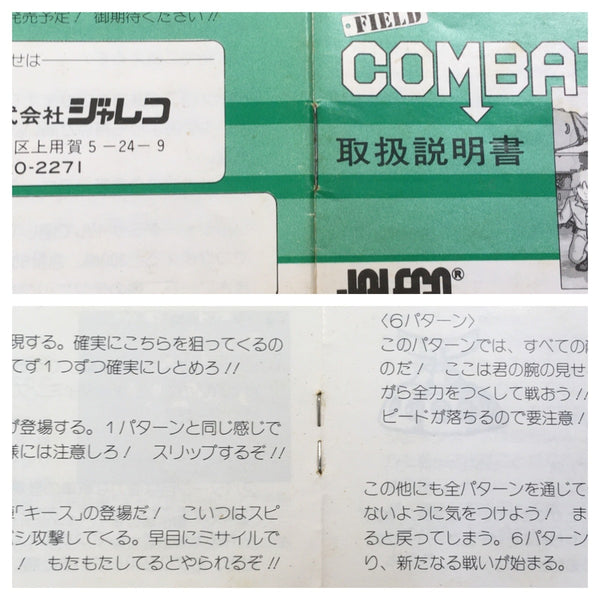 発売予定！ 御期待ください!!
せは
式会社ジャレコ
区上用賀5-24-9
0-2271
FIELD
COMBAT
取扱説明書
JALECO®
現する。確実にこちらを狙ってくるの
てず1つずつ確実にしとめろ!!
が登場する。1パターンと同じ感じで
様には注意しろ！ スリップするぞ!!
「キース」の登場だ！ こいつはスピ
シ攻撃してくる。早目にミサイルで
！ もたもたしてるとやられるぞ!!
〈6パターン〉
このパターンでは、すべての
のだ！ ここは君の腕の見せ
がら全力をつくして戦おう!!
ピードが落ちるので要注意！
この他にも全パターンを通じて
ないように気をつけよう！ ま
ると戻ってしまう。6パターン
り、新たなる戦いが始まる。